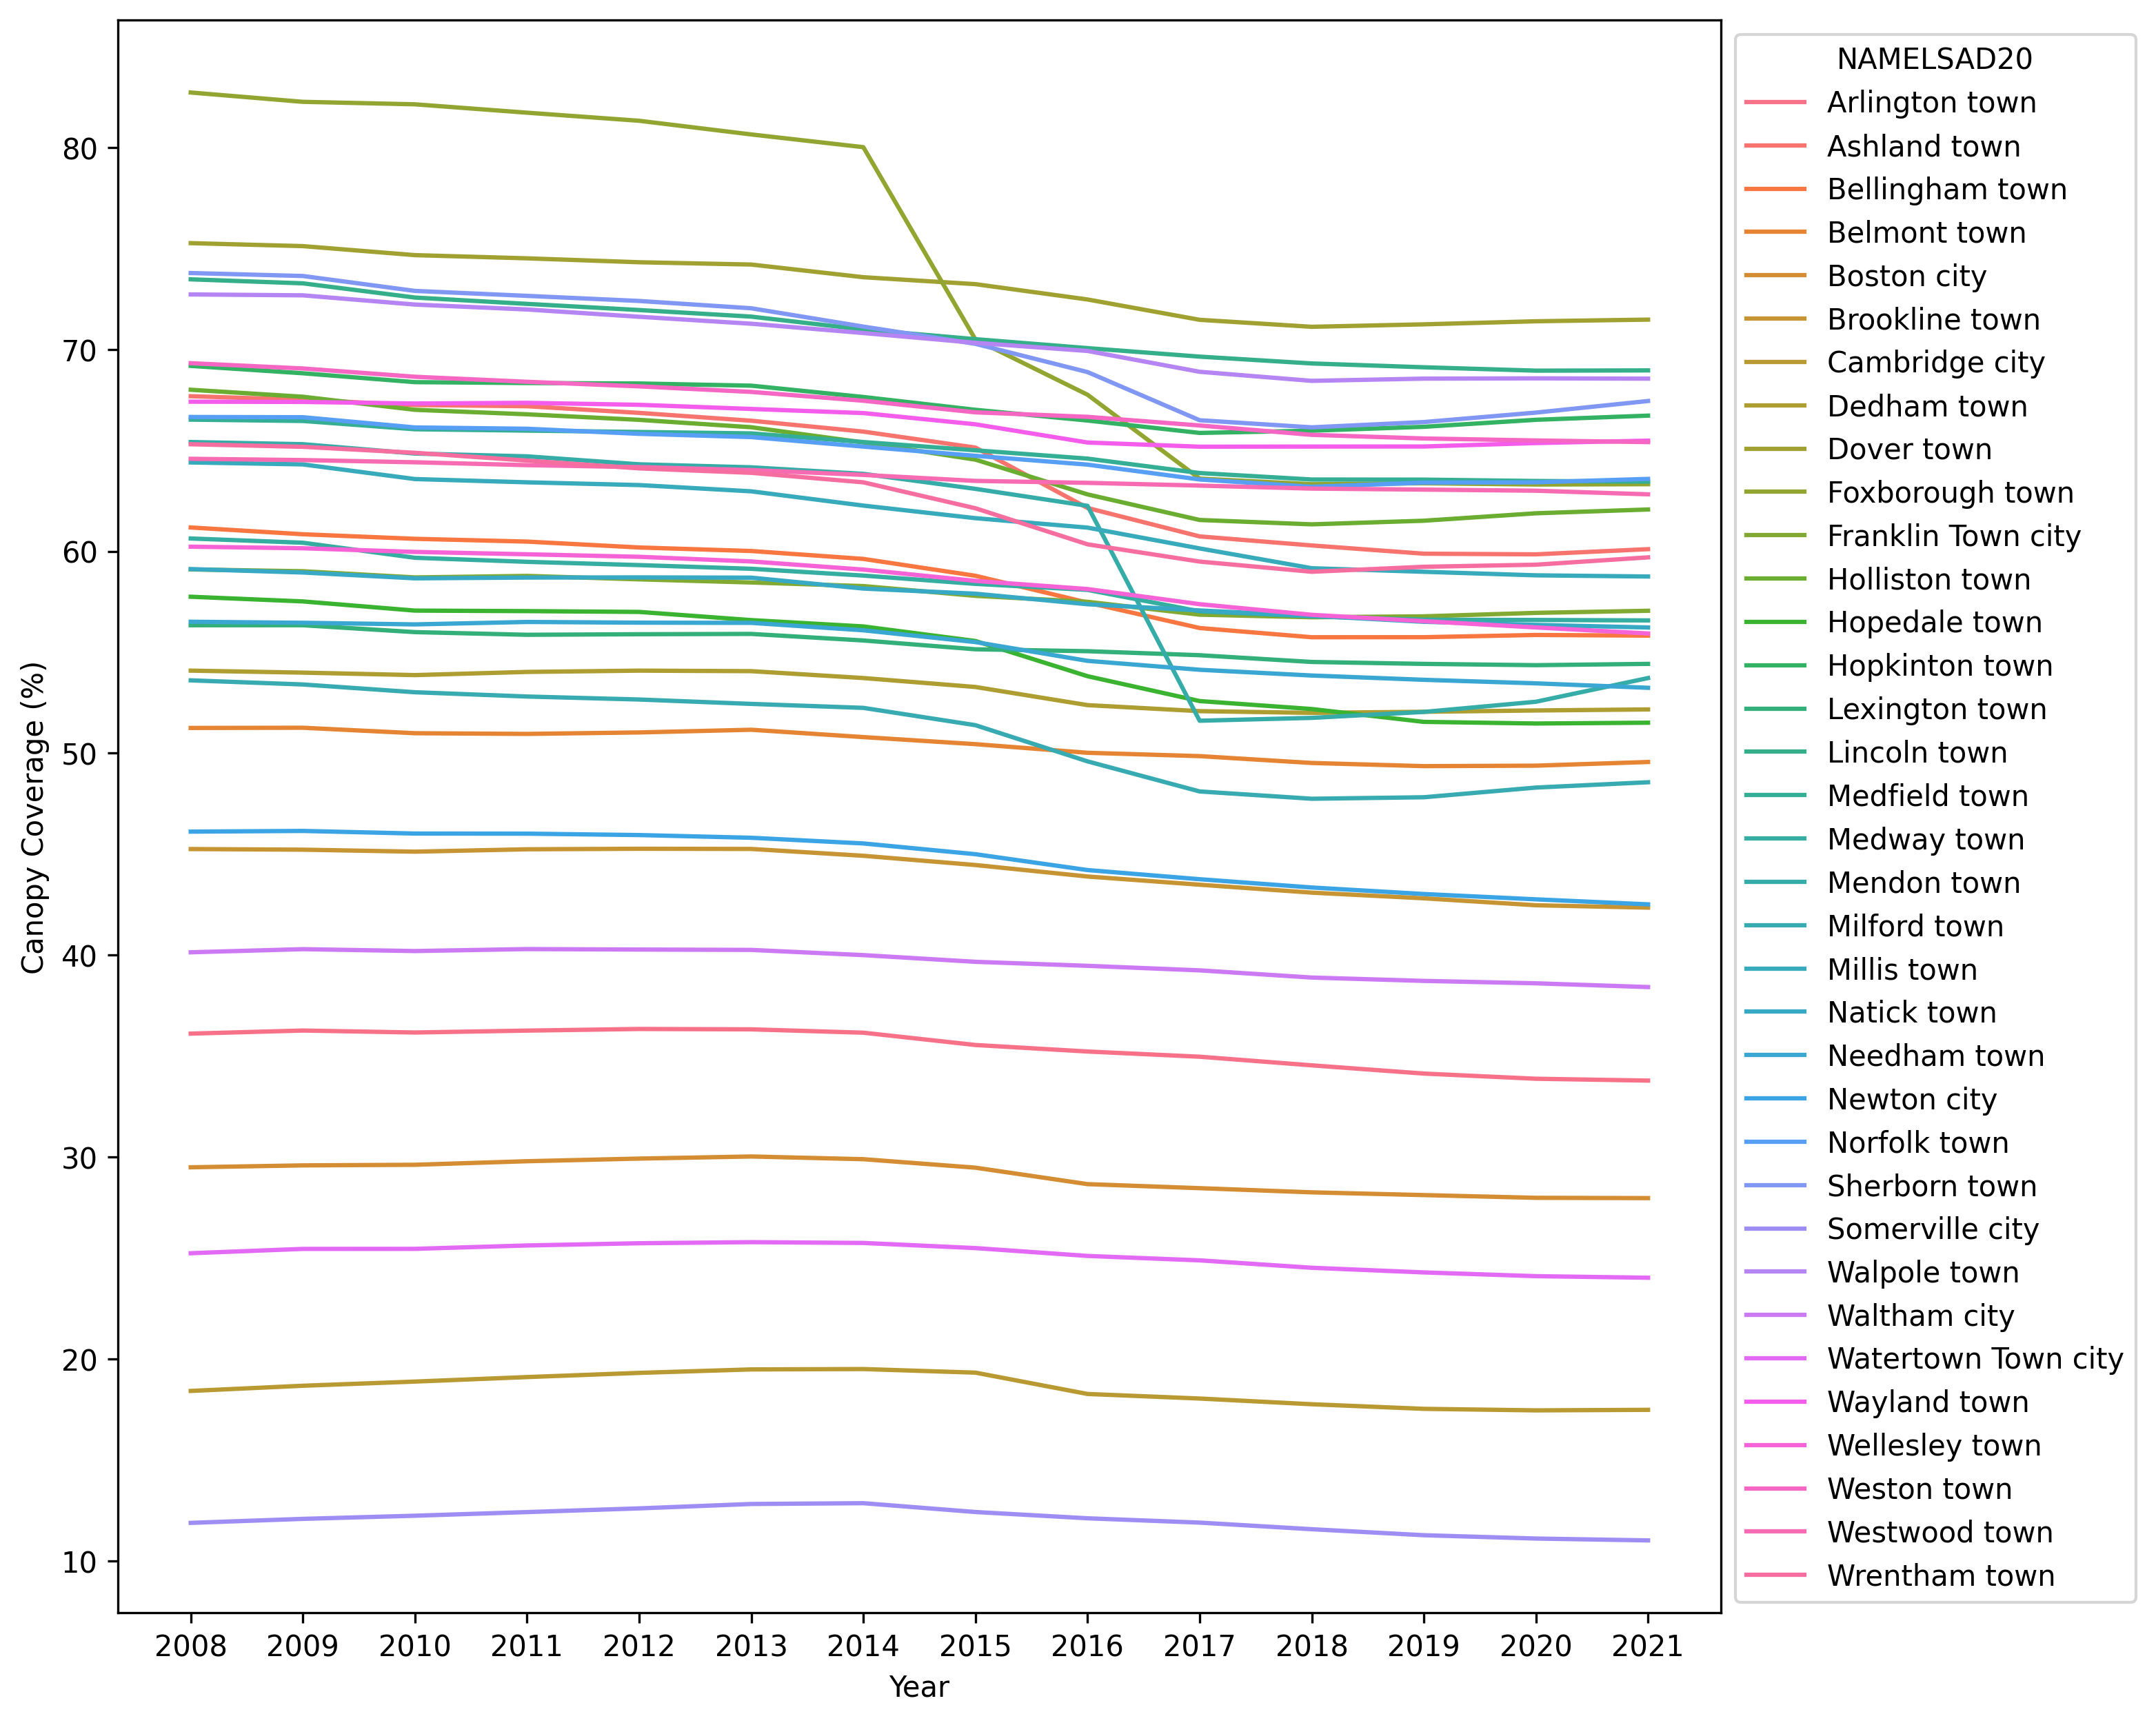 NAMELSAD20
Arlington town
Ashland town
Bellingham town
Belmont town
Boston city
Brookline town
Cambridge city
Dedham town
Dover town
Foxborough town
Franklin Town city
Holliston town
Hopedale town
Hopkinton town
Lexington town
Lincoln town
Medfield town
Medway town
Mendon town
Milford town
Millis town
Natick town
Needham town
Newton city
Norfolk town
Sherborn town
Somerville city
Walpole town
Waltham city
Watertown Town city
Wayland town
Wellesley town
Weston town
Westwood town
Wrentham town
Canopy Coverage (%)
80
70
60
50
40
30
20
10
2008 2009 2010 2011 2012 2013 2014 2015 2016 2017 2018 2019 2020 2021
Year